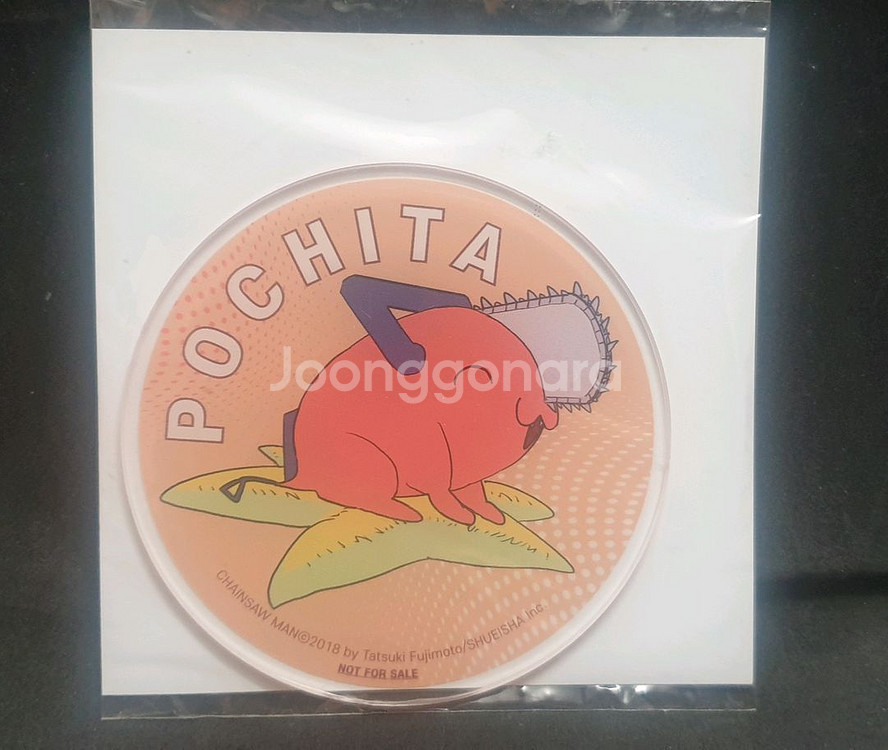 POCHITA
Joonggonara
CHAINSAW MAN©2018 by Tatsuki Fujimoto/SHUEISHA Inc.
NOT FOR SALE